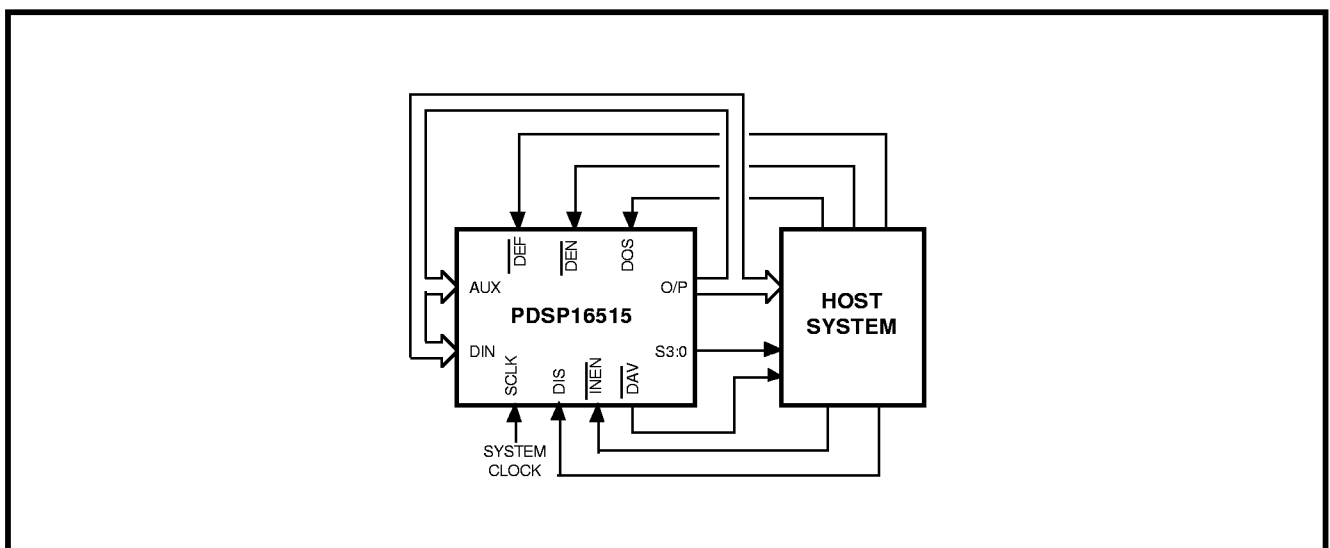 DEF
DEN
DOS
AUX
O/P
PDSP16515
HOST
SYSTEM
DIN
S3:0
SCLK
DIS
INEN
DAV
SYSTEM
CLOCK